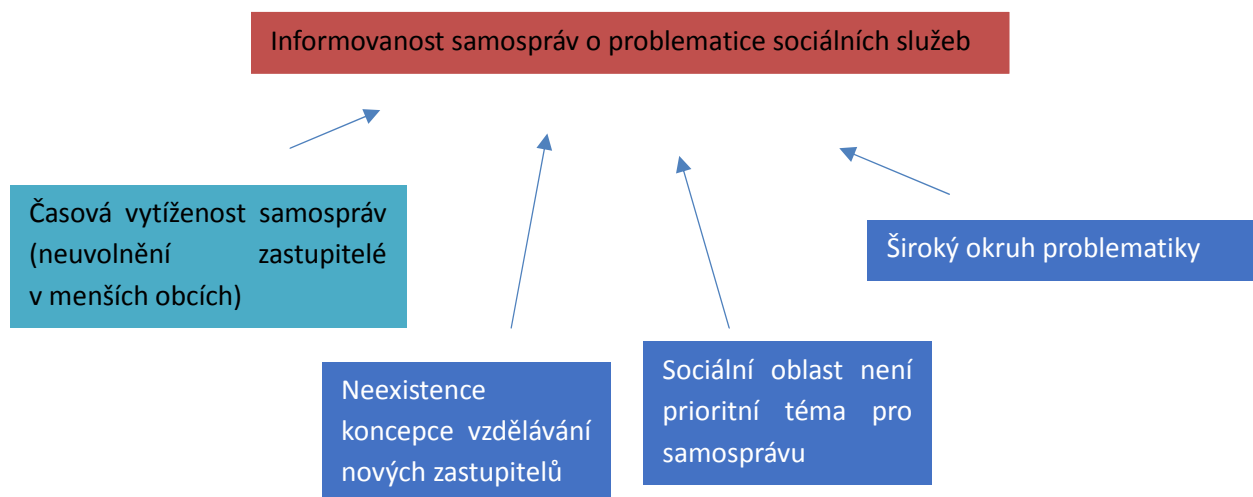 Informovanost samospráv o problematice sociálních služeb
Časová vytíženost samospráv
(neuvolnění zastupitelé
v menších obcích)
Široký okruh problematiky
Neexistence
koncepce vzdělávání
nových zastupitelů
Sociální oblast není
prioritní téma pro
samosprávu